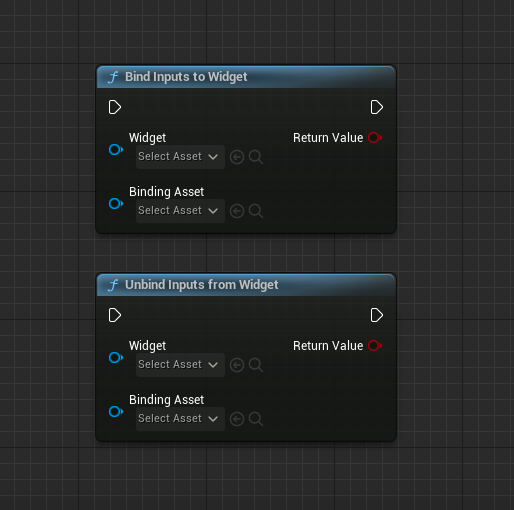 f Bind Inputs to Widget
Widget
Return Value
Select Asset
Binding Asset
Select Asset
f Unbind Inputs from Widget
Widget
Return Value
Select Asset
Binding Asset
Select Asset